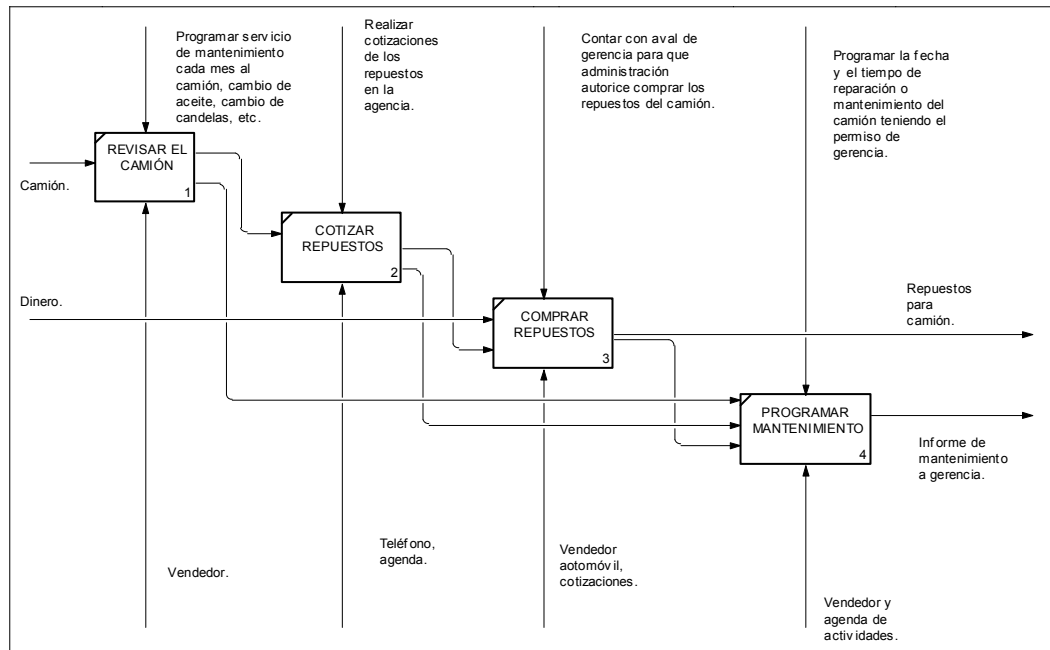 Programar servicio
de mantenimiento
cada mes al
camión, cambio de
aceite, cambio de
candelas, etc.
Realizar
cotizaciones
de los
repuestos
en la
agencia.
Contar con aval de
gerencia para que
administración
autorice comprar los
repuestos del camión.
Programar la fecha
y el tiempo de
reparación o
mantenimiento del
camión teniendo el
permiso de
gerencia.
REVISAR EL
CAMIÓN
1
Camión.
COTIZAR
REPUESTOS
2
Dinero.
COMPRAR
REPUESTOS
3
Repuestos
para
camión.
PROGRAMAR
MANTENIMIENTO
4
Informe de
mantenimiento
a gerencia.
Vendedor.
Teléfono,
agenda.
Vendedor
aotomóvil,
cotizaciones.
Vendedor y
agenda de
actividades.